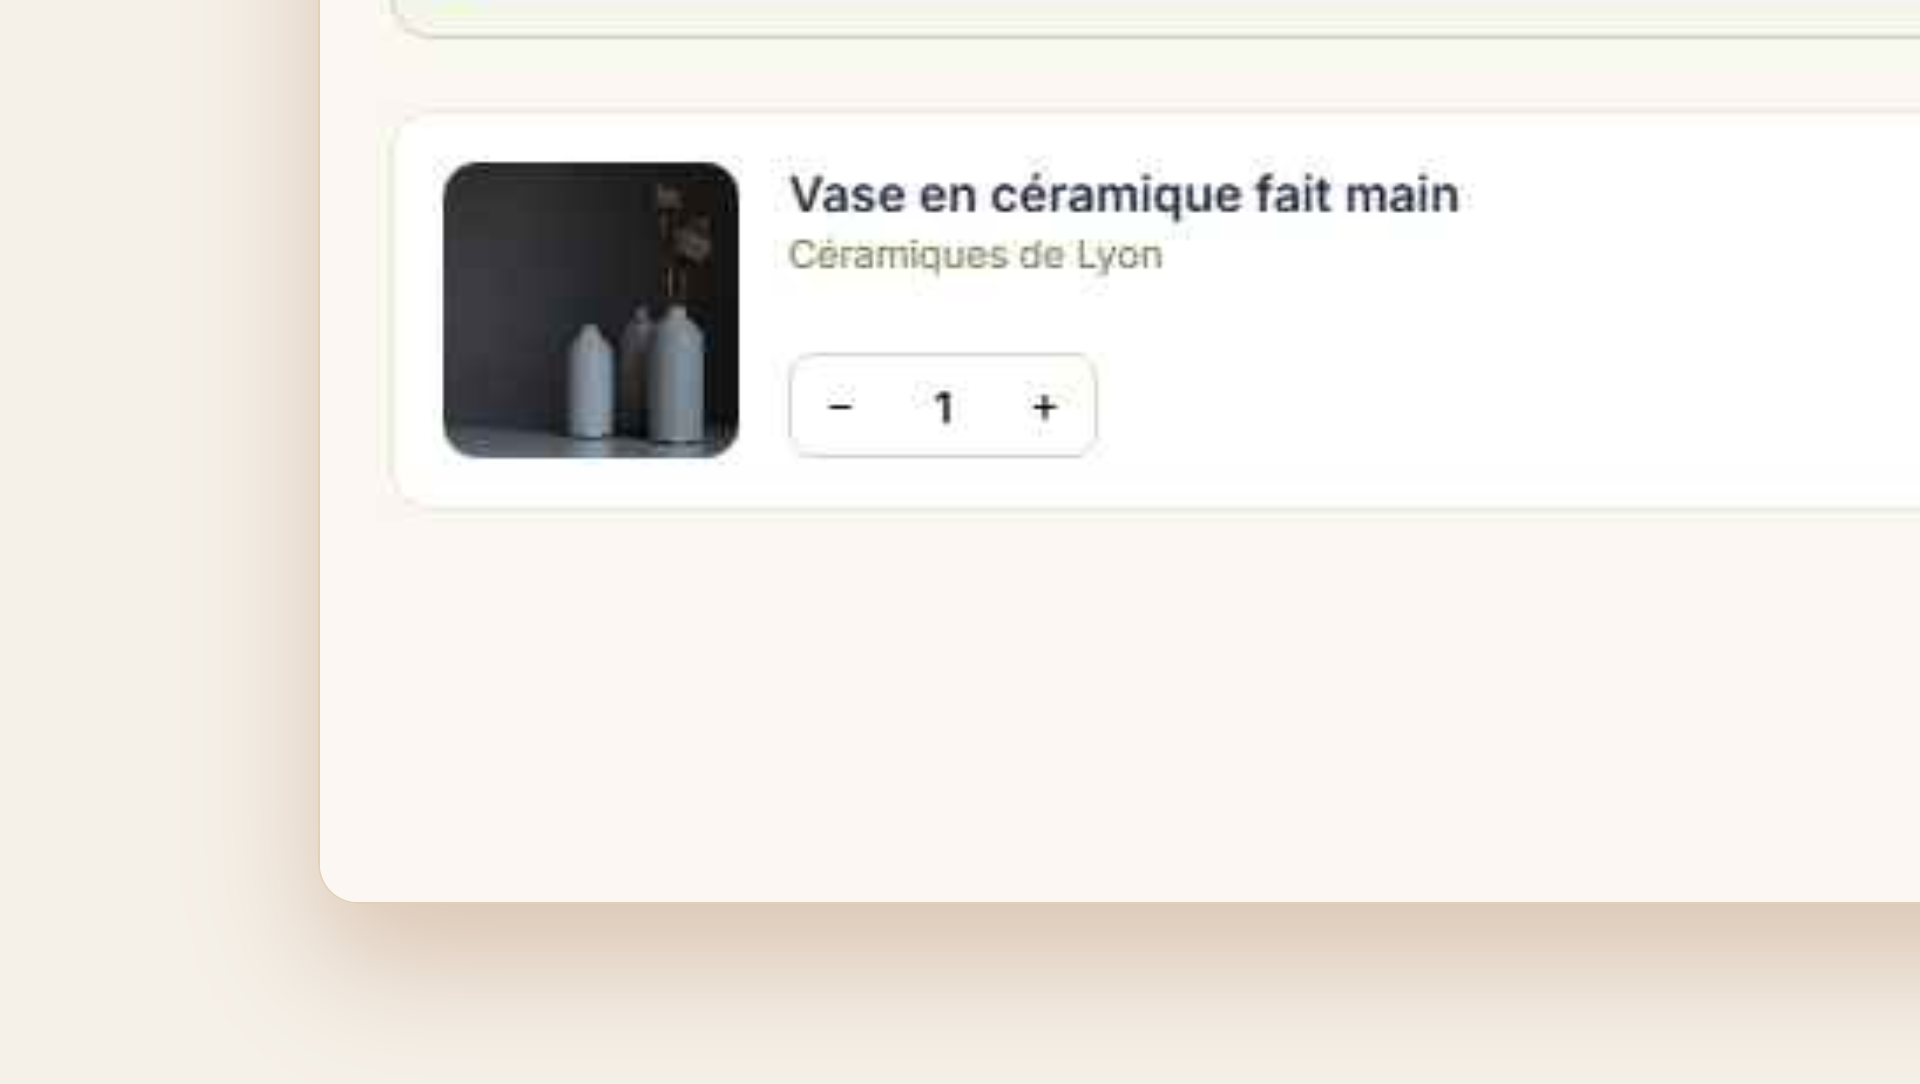 Vase en céramique fait main
Céramiques de Lyon
− 1 +